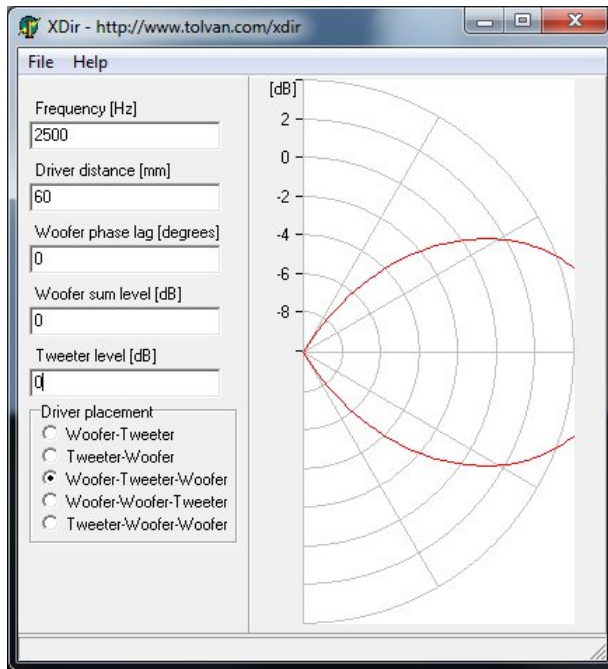 XDir - http://www.tolvan.com/xdir
File Help
Frequency [Hz]
2500
Driver distance [mm]
60
Woofer phase lag [degrees]
0
Woofer sum level [dB]
0
Tweeter level [dB]
0
Driver placement
Woofer-Tweeter
Tweeter-Woofer
Woofer-Tweeter-Woofer
Woofer-Woofer-Tweeter
Tweeter-Woofer-Woofer
[dB]
2
0
-2
-4
-6
-8